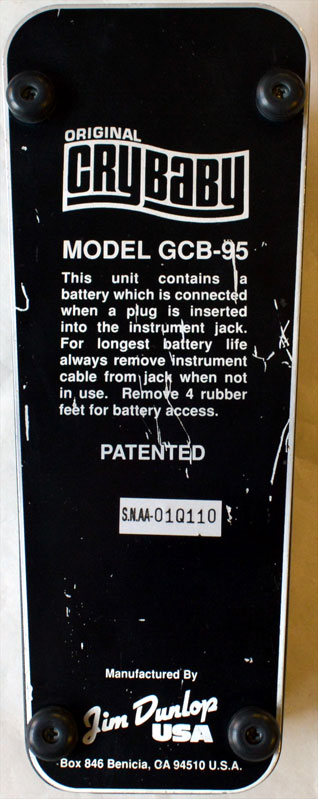 ORIGINAL
CRYBABY
MODEL GCB-95
This unit contains a
battery which is connected
when a plug is inserted
into the instrument jack.
For longest battery life
always remove instrument
cable from jack when not
in use. Remove 4 rubber
feet for battery access.
PATENTED
S.N.AA-01Q110
Manufactured By
Jim Dunlop
USA
Box 846 Benicia, CA 94510 U.S.A.